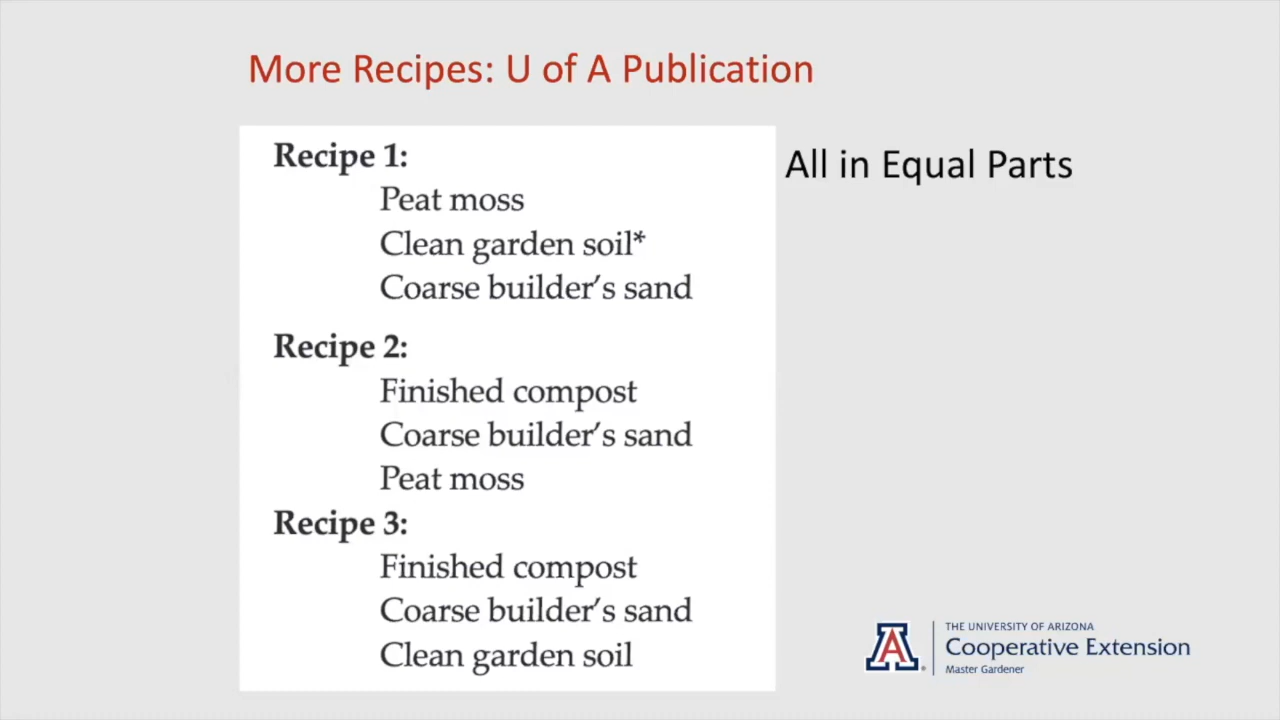 More Recipes: U of A Publication
Recipe 1:
Peat moss
Clean garden soil*
Coarse builder’s sand
Recipe 2:
Finished compost
Coarse builder’s sand
Peat moss
Recipe 3:
Finished compost
Coarse builder’s sand
Clean garden soil
All in Equal Parts
A
THE UNIVERSITY OF ARIZONA
Cooperative Extension
Master Gardener